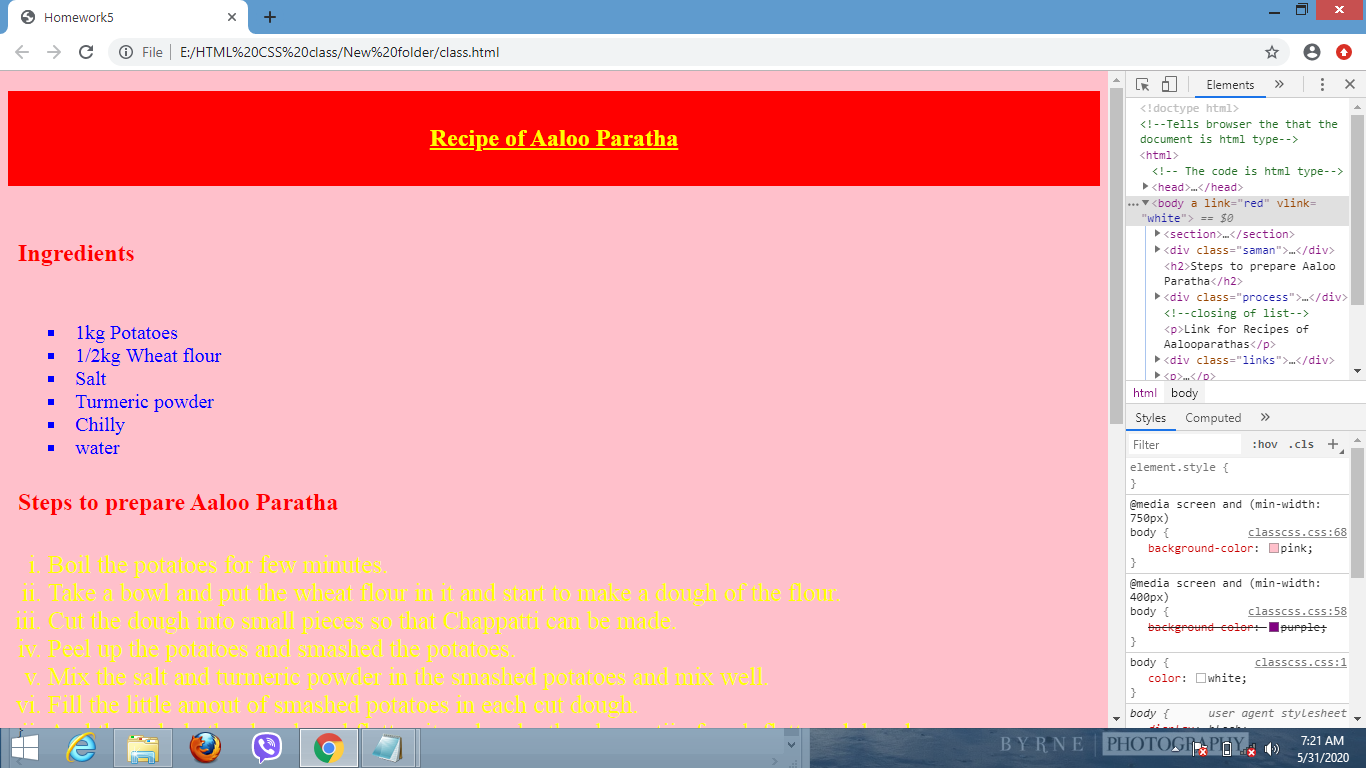 Homework5
File E:/HTML%20CSS%20class/New%20folder/class.html
Recipe of Aaloo Paratha
Ingredients
1kg Potatoes
1/2kg Wheat flour
Salt
Turmeric powder
Chilly
water
Steps to prepare Aaloo Paratha
i. Boil the potatoes for few minutes.
ii. Take a bowl and put the wheat flour in it and start to make a dough of the flour.
iii. Cut the dough into small pieces so that Chappatti can be made.
iv. Peel up the potatoes and smashed the potatoes.
v. Mix the salt and turmeric powder in the smashed potatoes and mix well.
vi. Fill the little amout of smashed potatoes in each cut dough.
Elements »
<!doctype html>
<!--Tells browser the that the
document is html type-->
<html>
<!-- The code is html type-->
<head>…</head>
… <body a link="red" vlink=
"white"> == $0
<section>…</section>
<div class="saman">…</div>
<h2>Steps to prepare Aaloo
Paratha</h2>
<div class="process">…</div>
<!--closing of list-->
<p>Link for Recipes of
Aalooparathas</p>
<div class="links">…</div>
<p>…</p>
html body
Styles Computed »
Filter :hov .cls +
element.style {
}
@media screen and (min-width:
750px)
body { classcss.css:68
background-color: pink;
}
@media screen and (min-width:
400px)
body { classcss.css:58
background-color: purple;
}
body { classcss.css:1
color: white;
}
body { user agent stylesheet
display: block;
BYRNE | PHOTOGRAPHY
7:21 AM
5/31/2020